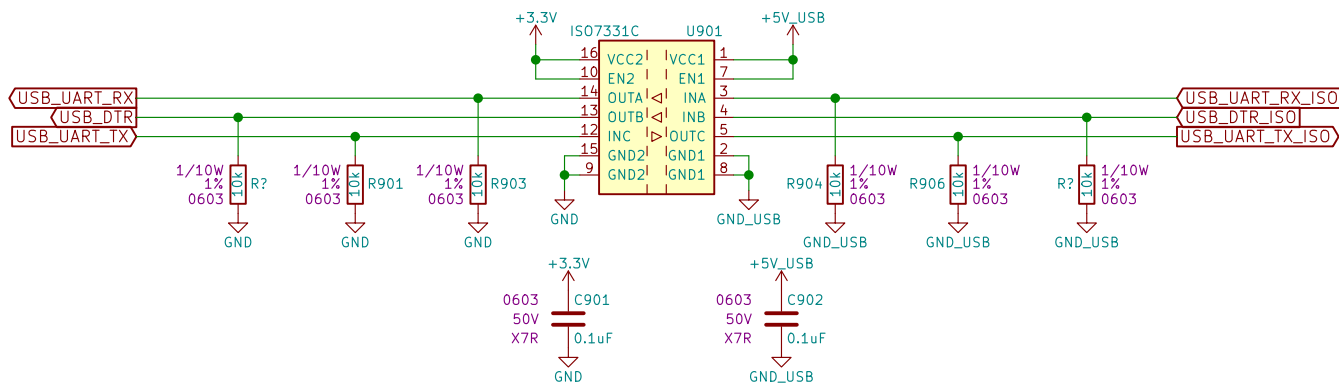 +3.3V
+5V_USB
ISO7331C
U901
16 VCC2 VCC1 1
10 EN2 EN1 7
USB_UART_RX 14 OUTA INA 3 USB_UART_RX_ISO
USB_DTR 13 OUTB INB 4 USB_DTR_ISO
USB_UART_TX 12 INC OUTC 5 USB_UART_TX_ISO
15 GND2 GND1 2
9 GND2 GND1 8
1/10W
1%
0603
10k
R?
GND
1/10W
1%
0603
10k
R901
GND
1/10W
1%
0603
10k
R903
GND
GND
GND_USB
R904
10k
1/10W
1%
0603
GND_USB
R906
10k
1/10W
1%
0603
GND_USB
R?
10k
1/10W
1%
0603
GND_USB
+3.3V
0603 C901
50V
X7R 0.1uF
GND
+5V_USB
0603 C902
50V
X7R 0.1uF
GND_USB